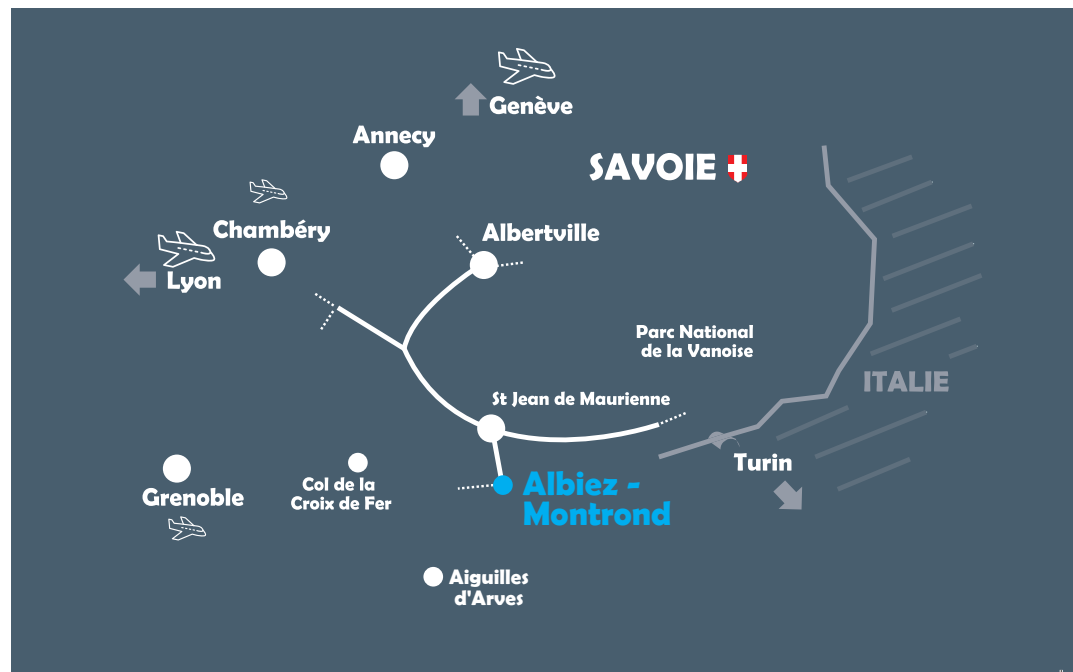 Genève
Annecy
SAVOIE
Chambéry
Albertville
Lyon
Parc National
de la Vanoise
ITALIE
St Jean de Maurienne
Turin
Grenoble
Col de la
Croix de Fer
Albiez -
Montrond
Aiguilles
d'Arves